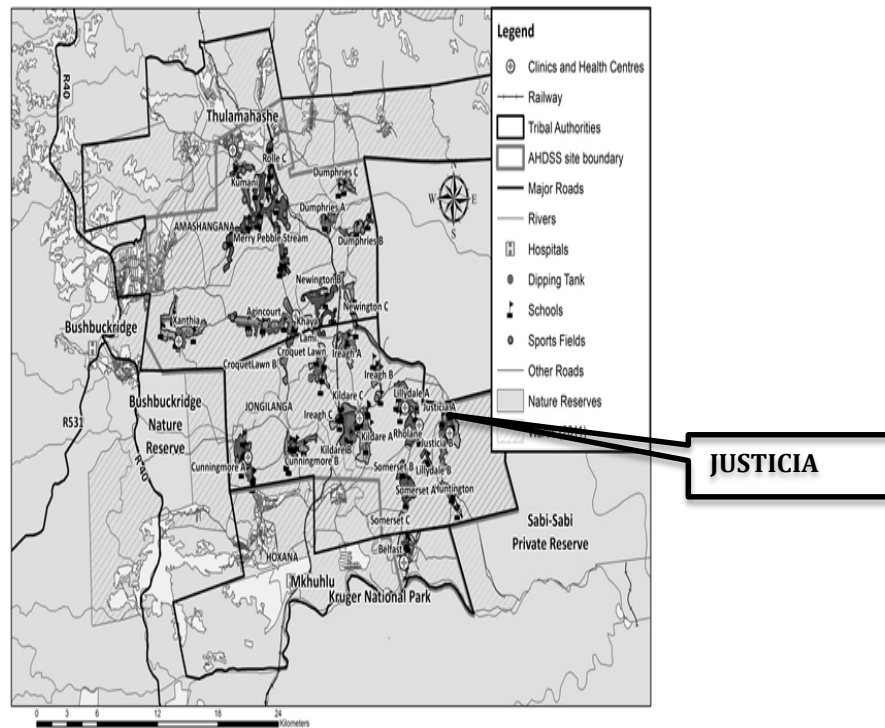 Legend
Clinics and Health Centres
Railway
Tribal Authorities
AHDSS site boundary
Major Roads
Rivers
Hospitals
Dipping Tank
Schools
Sports Fields
Other Roads
Nature Reserves
R40
Thulamahashe
Rolle C
Kumani
Dumphries C
AMASHANGANA
Dumphries A
Merry Pebble Stream
Dumphries B
N
W
E
S
Newington B
Newington C
Xanthia
Agincourt
Khaya
Lami
Bushbuckridge
Croquet Lawn
Ireagh A
CroquetLawn B
Ireagh B
Kildare C
Lillydale A
Bushbuckridge
Nature
Reserve
JONGILANGA
Ireagh C
Justicia A
R531
Kildare A
Rholane
Justicia B
Kildare B
Cunningmore A
Cunningmore B
Somerset B
Lillydale B
Somerset A
Huntington
R 40
Somerset C
Sabi-Sabi
Private Reserve
HOXANA
Belfast
Mkhuhlu
Kruger National Park
JUSTICIA
0 3 6 12 18 24
Kilometers